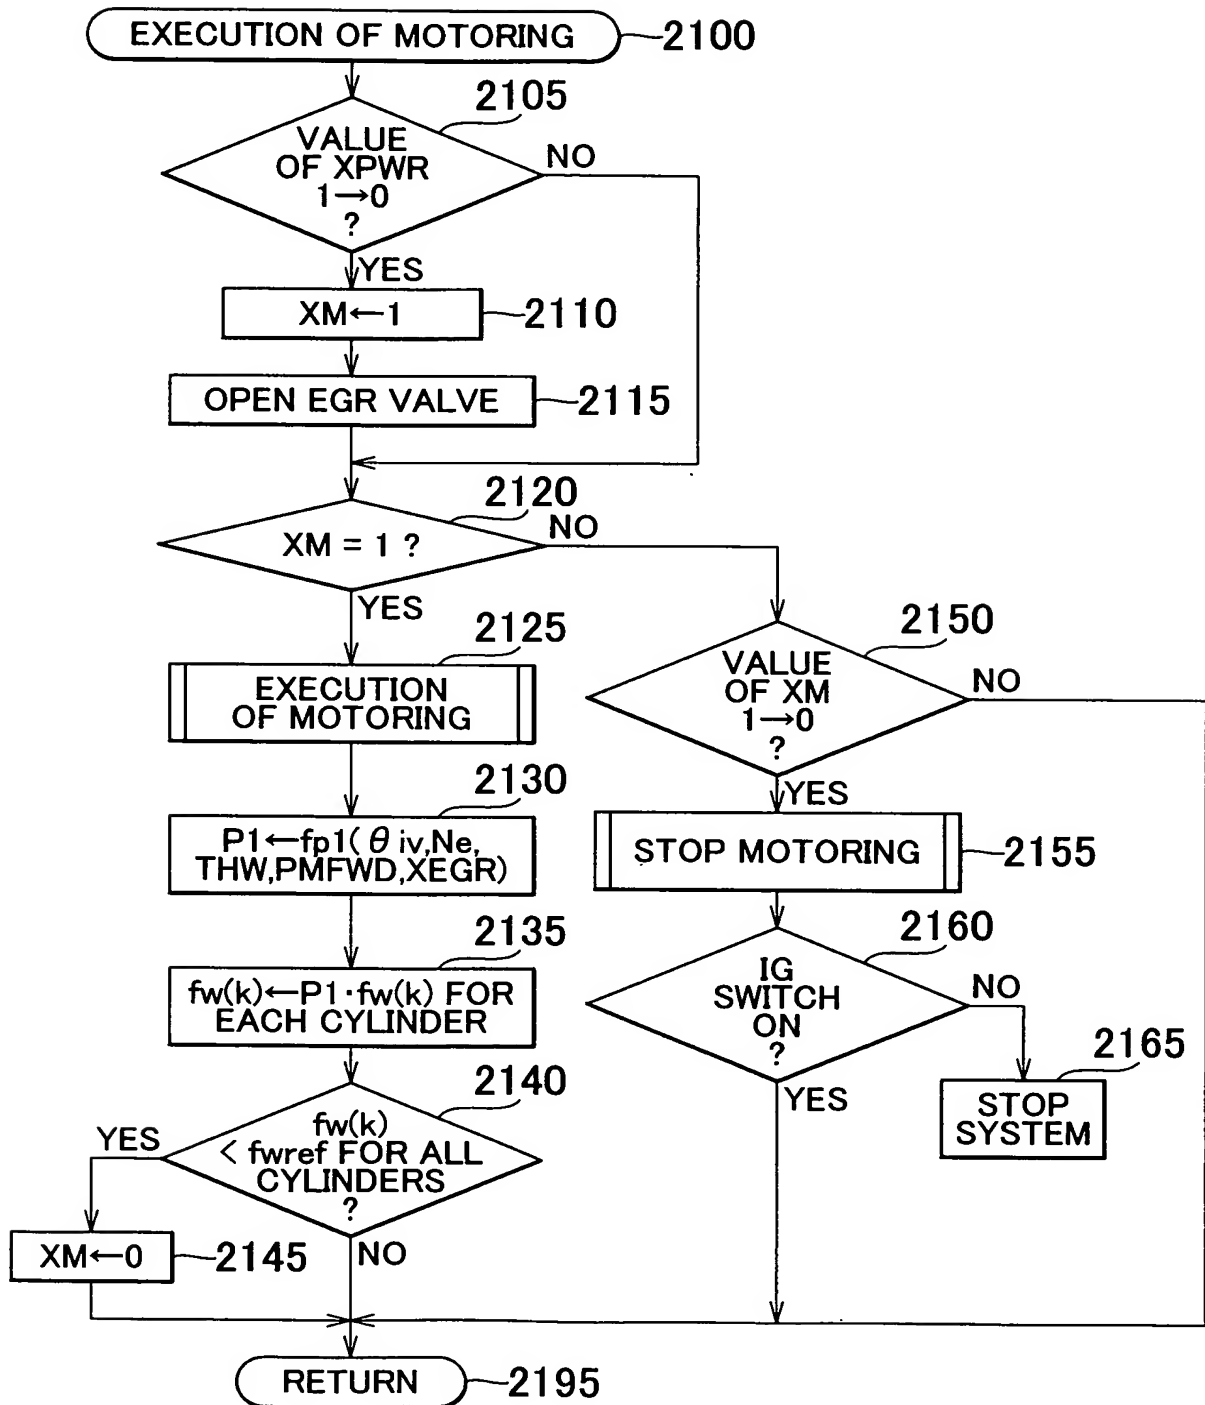 EXECUTION OF MOTORING
2100
2105
VALUE
OF XPWR
1→0
?
NO
YES
XM←1
2110
OPEN EGR VALVE
2115
2120
XM = 1 ?
NO
YES
2125
EXECUTION
OF MOTORING
2130
P1←fp1( θ iv,Ne,
THW,PMFWD,XEGR)
2135
fw(k)←P1·fw(k) FOR
EACH CYLINDER
2140
fw(k)
< fwref FOR ALL
CYLINDERS
?
YES
NO
XM←0
2145
2150
VALUE
OF XM
1→0
?
NO
YES
STOP MOTORING
2155
2160
IG
SWITCH
ON
?
NO
YES
2165
STOP
SYSTEM
RETURN
2195